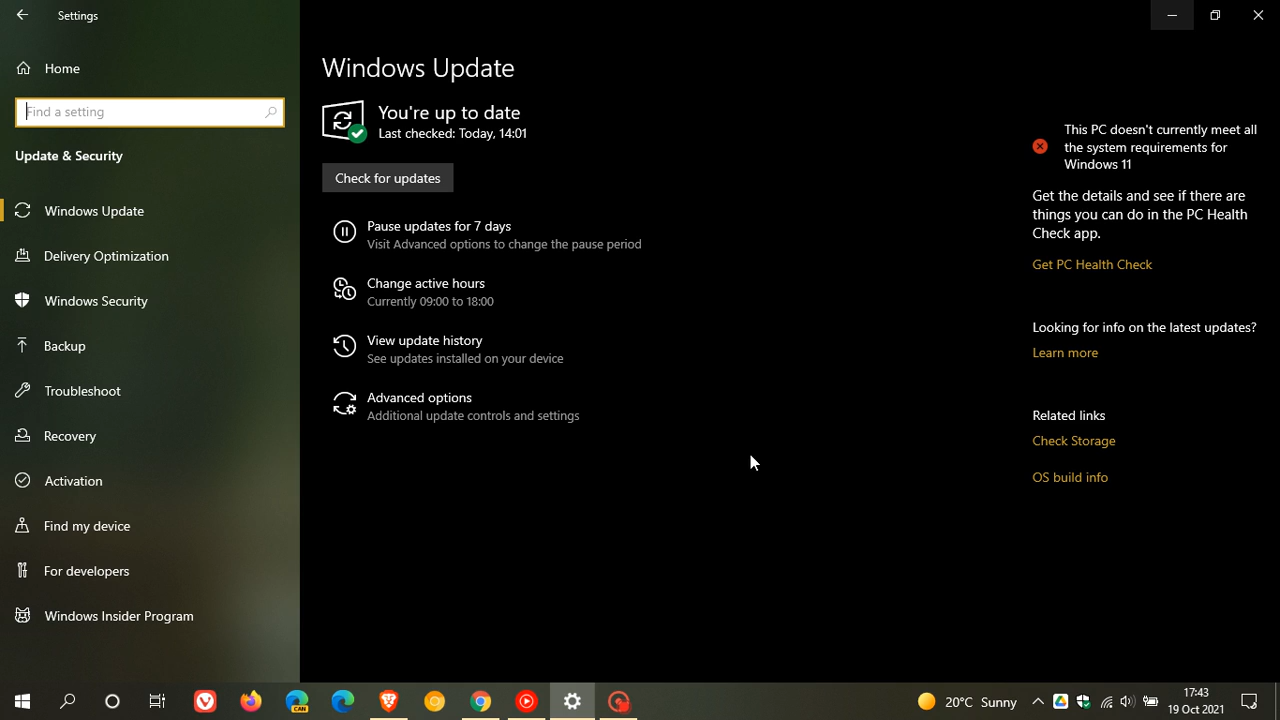 Settings
Home
Find a setting
Update & Security
Windows Update
Delivery Optimization
Windows Security
Backup
Troubleshoot
Recovery
Activation
Find my device
For developers
Windows Insider Program
Windows Update
You're up to date
Last checked: Today, 14:01
Check for updates
Pause updates for 7 days
Visit Advanced options to change the pause period
Change active hours
Currently 09:00 to 18:00
View update history
See updates installed on your device
Advanced options
Additional update controls and settings
This PC doesn't currently meet all
the system requirements for
Windows 11
Get the details and see if there are
things you can do in the PC Health
Check app.
Get PC Health Check
Looking for info on the latest updates?
Learn more
Related links
Check Storage
OS build info
CAN
20°C Sunny
17:43
19 Oct 2021